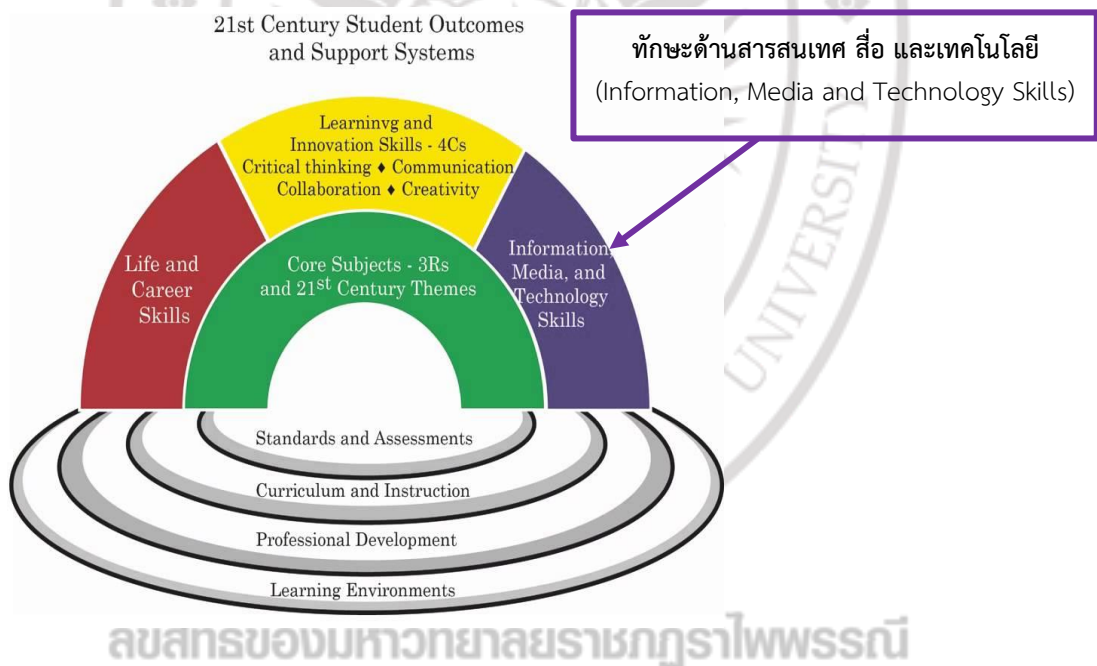 21st Century Student Outcomes
and Support Systems
ทักษะด้านสารสนเทศ สื่อ และเทคโนโลยี
(Information, Media and Technology Skills)
Learninvg and
Innovation Skills - 4Cs
Critical thinking ♦ Communication
Collaboration ♦ Creativity
Life and
Career
Skills
Core Subjects - 3Rs
and 21st Century Themes
Information,
Media, and
Technology
Skills
Standards and Assessments
Curriculum and Instruction
Professional Development
Learning Environments
UNIVERSITY
ลิขสิทธิ์ของมหาวิทยาลัยราชภัฏรำไพพรรณี